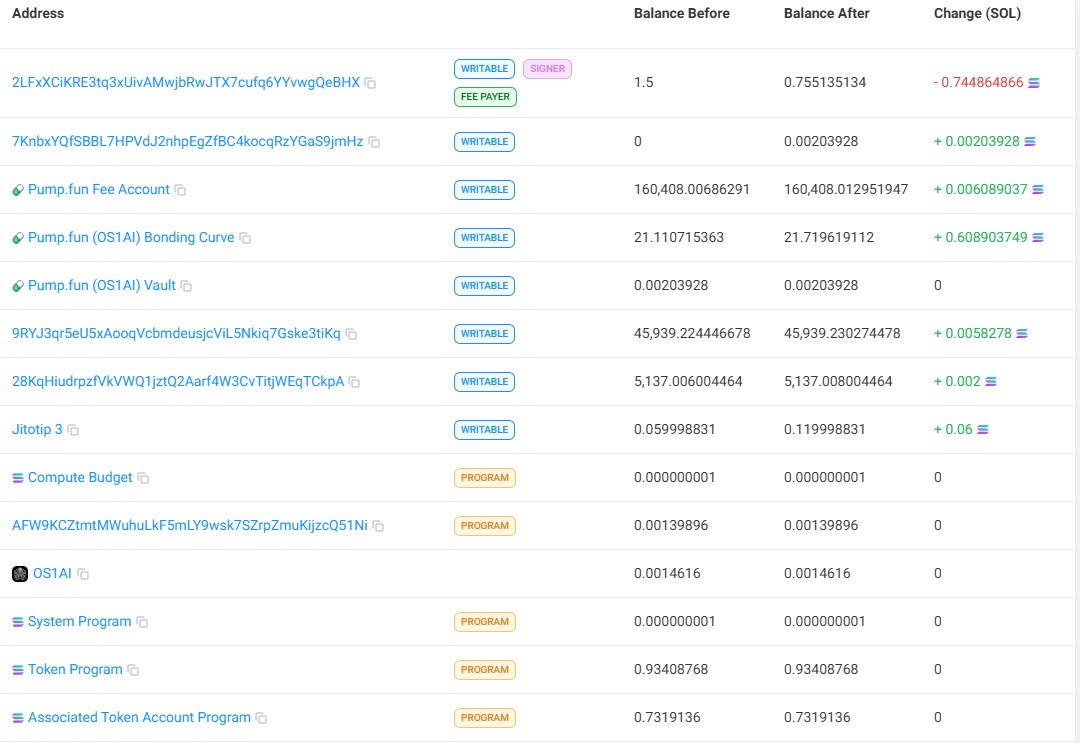 Address Balance Before Balance After Change (SOL)
2LFxXCiKRE3tq3xUivAMwjbRwJTX7cufq6YYvwgQeBHX WRITABLE SIGNER FEE PAYER 1.5 0.755135134 - 0.744864866
7KnbxYQfSBBL7HPVdJ2nhpEgZfBC4kocqRzYGaS9jmHz WRITABLE 0 0.00203928 + 0.00203928
Pump.fun Fee Account WRITABLE 160,408.00686291 160,408.012951947 + 0.006089037
Pump.fun (OS1AI) Bonding Curve WRITABLE 21.110715363 21.719619112 + 0.608903749
Pump.fun (OS1AI) Vault WRITABLE 0.00203928 0.00203928 0
9RYJ3qr5eU5xAooqVcbmdeusjcViL5Nkiq7Gske3tiKq WRITABLE 45,939.224446678 45,939.230274478 + 0.0058278
28KqHiudrpzfVkVWQ1jztQ2Aarf4W3CvTitjWEqTCkpA WRITABLE 5,137.006004464 5,137.008004464 + 0.002
Jitotip 3 WRITABLE 0.059998831 0.119998831 + 0.06
Compute Budget PROGRAM 0.000000001 0.000000001 0
AFW9KCZtmtMWuhuLkF5mLY9wsk7SZrpZmuKijzcQ51Ni PROGRAM 0.00139896 0.00139896 0
OS1AI 0.0014616 0.0014616 0
System Program PROGRAM 0.000000001 0.000000001 0
Token Program PROGRAM 0.93408768 0.93408768 0
Associated Token Account Program PROGRAM 0.7319136 0.7319136 0